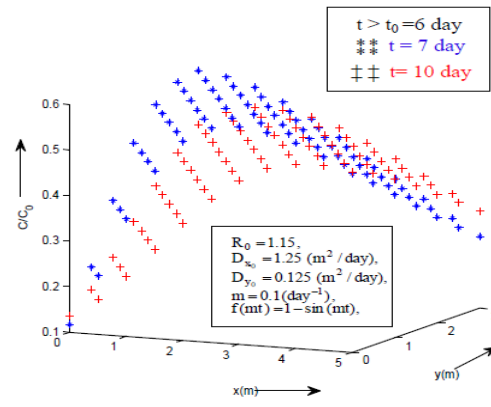 t > t₀ =6 day
⁑⁑ t = 7 day
‡‡ t= 10 day
0.6
0.5
0.4
0.3
0.2
0.1
C/C₀
R₀ =1.15,
Dₓ₀ =1.25 (m² / day),
D_y₀ =0.125 (m² / day),
m = 0.1(day⁻¹),
f(mt) =1−sin(mt),
0
1
2
3
4
5
0
1
2
x(m)
y(m)